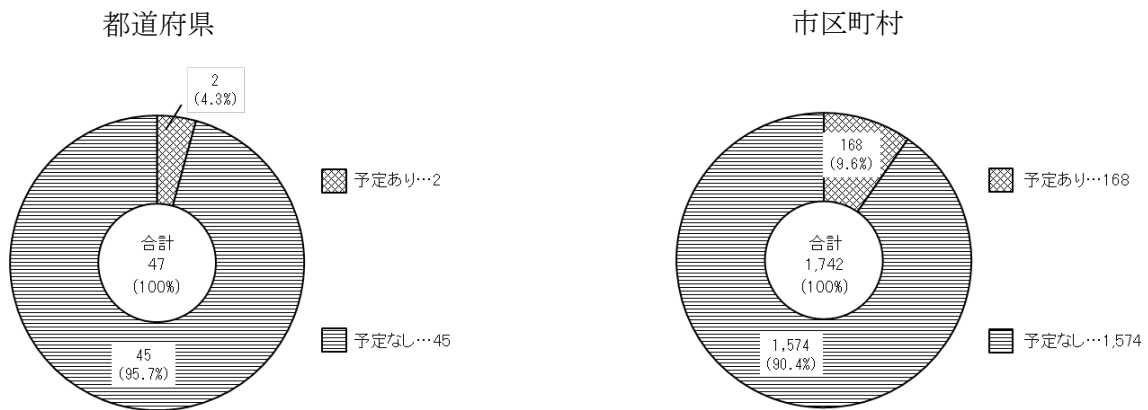 都道府県
2
(4.3%)
予定あり…2
合計
47
(100%)
予定なし…45
45
(95.7%)
市区町村
168
(9.6%)
予定あり…168
合計
1,742
(100%)
予定なし…1,574
1,574
(90.4%)